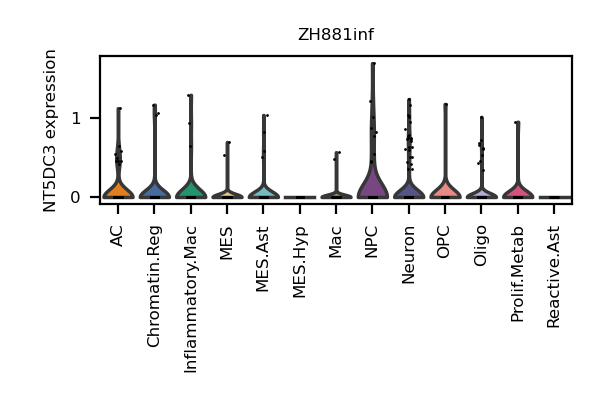 ZH881inf
NT5DC3 expression
1
0
AC
Chromatin.Reg
Inflammatory.Mac
MES
MES.Ast
MES.Hyp
Mac
NPC
Neuron
OPC
Oligo
Prolif.Metab
Reactive.Ast